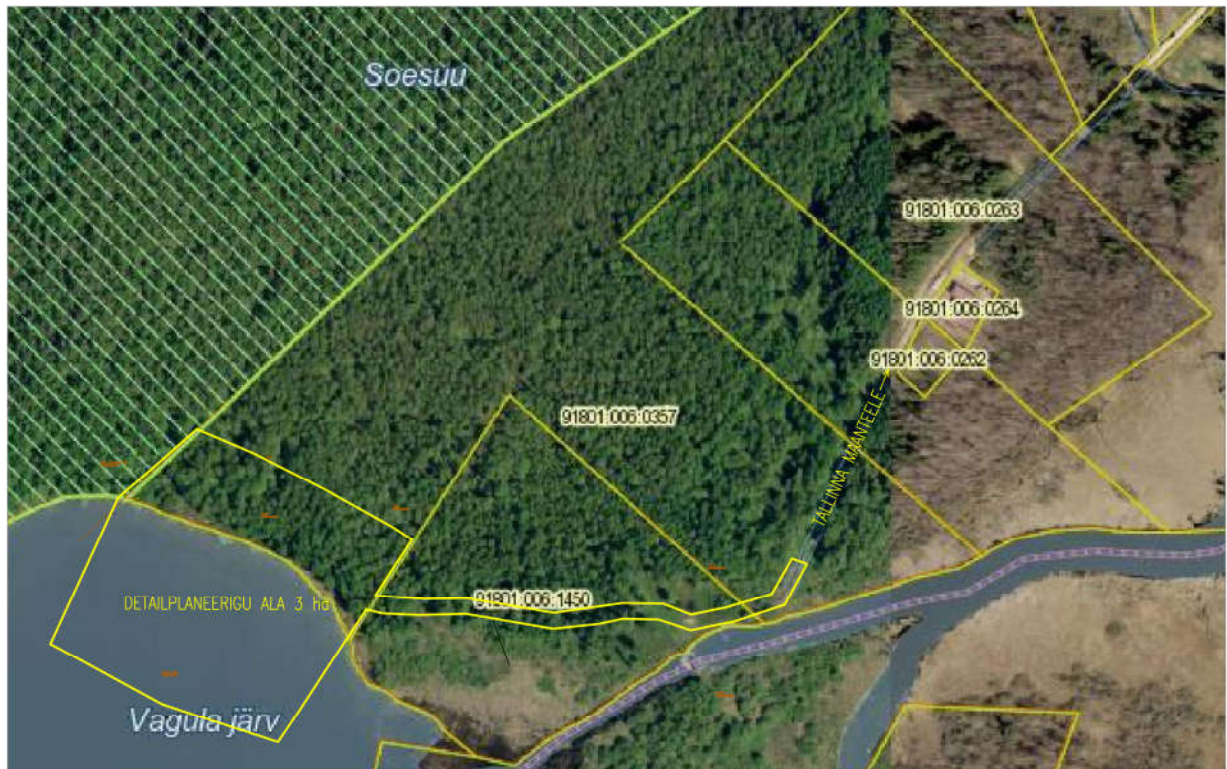 Soesuu
91801:006:0263
91801:006:0264
91801:006:0262
91801:006:0357
TALLINNA MAANTEELE
91801:006:1450
DETAILPLANEERIGU ALA 3 ha
Vagula järv